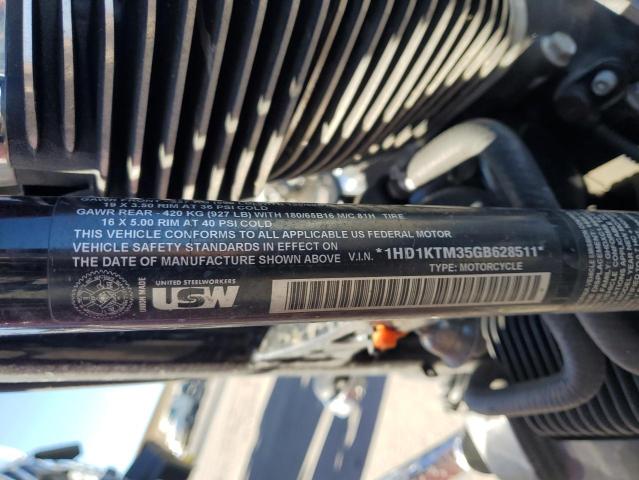 19 X 3.50 RIM AT 36 PSI COLD
GAWR REAR - 420 KG (927 LB) WITH 180/65B16 M/C 81H TIRE
16 X 5.00 RIM AT 40 PSI COLD
THIS VEHICLE CONFORMS TO ALL APPLICABLE US FEDERAL MOTOR
VEHICLE SAFETY STANDARDS IN EFFECT ON
THE DATE OF MANUFACTURE SHOWN ABOVE V.I.N. *1HD1KTM35GB628511*
TYPE: MOTORCYCLE
UNION MADE
UNITED STEELWORKERS
USW